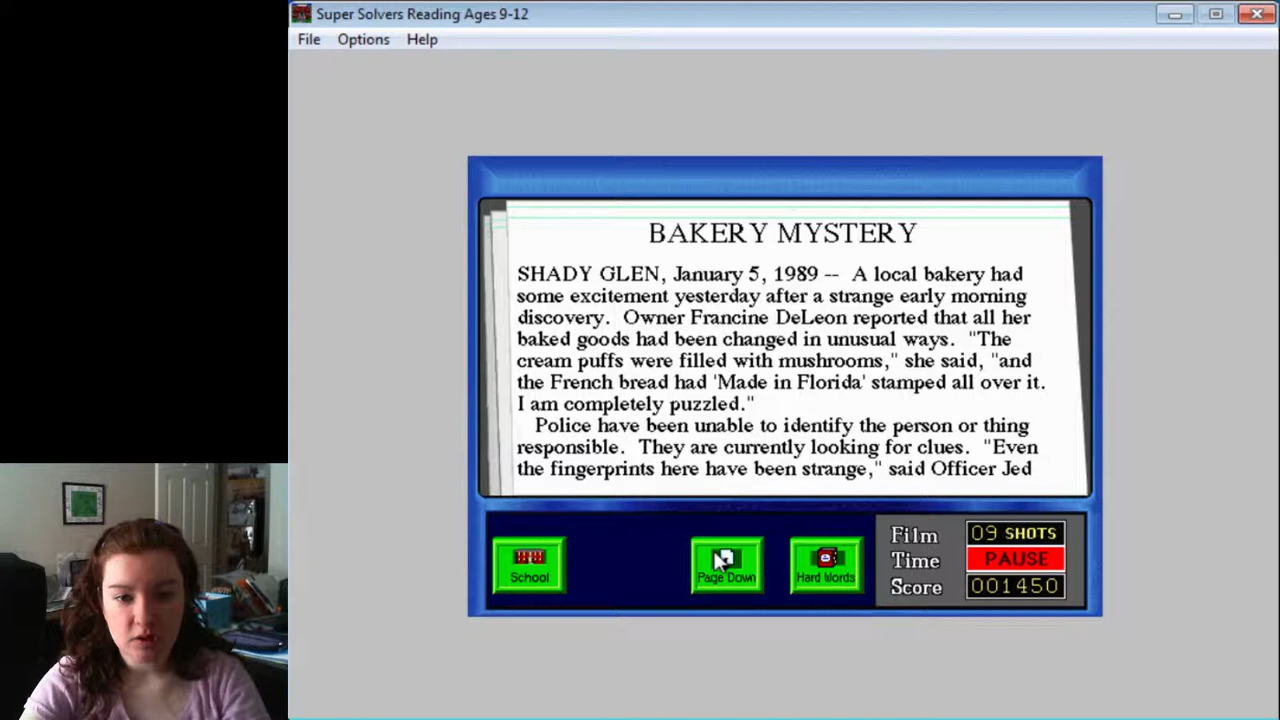 Super Solvers Reading Ages 9-12
File Options Help
BAKERY MYSTERY
SHADY GLEN, January 5, 1989 -- A local bakery had
some excitement yesterday after a strange early morning
discovery. Owner Francine DeLeon reported that all her
baked goods had been changed in unusual ways. "The
cream puffs were filled with mushrooms," she said, "and
the French bread had 'Made in Florida' stamped all over it.
I am completely puzzled."
Police have been unable to identify the person or thing
responsible. They are currently looking for clues. "Even
the fingerprints here have been strange," said Officer Jed
School
Page Down
Hard Words
Film 09 SHOTS
Time PAUSE
Score 001450